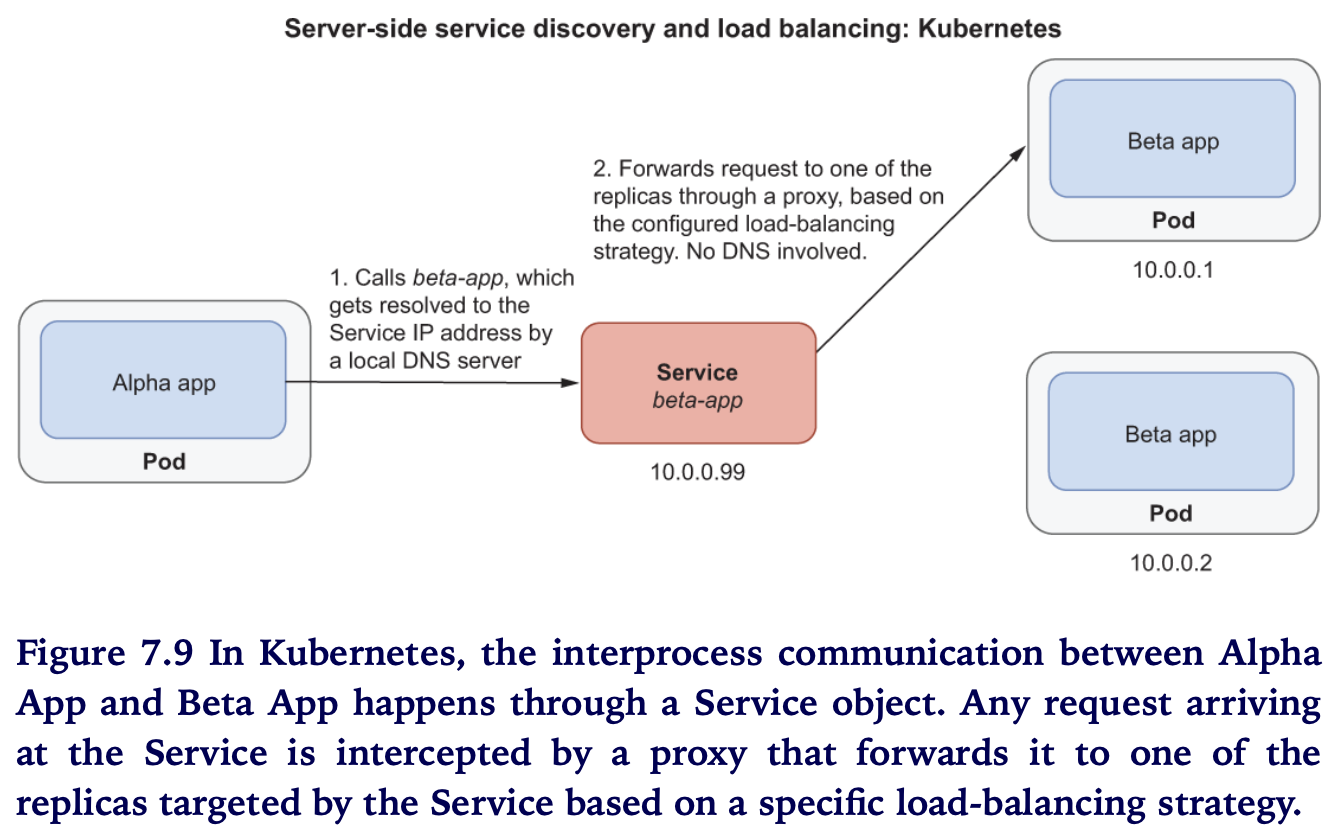 Server-side service discovery and load balancing: Kubernetes
Beta app
Pod
10.0.0.1
2. Forwards request to one of the
replicas through a proxy, based on
the configured load-balancing
strategy. No DNS involved.
1. Calls beta-app, which
gets resolved to the
Service IP address by
a local DNS server
Alpha app
Pod
Service
beta-app
10.0.0.99
Beta app
Pod
10.0.0.2
Figure 7.9 In Kubernetes, the interprocess communication between Alpha
App and Beta App happens through a Service object. Any request arriving
at the Service is intercepted by a proxy that forwards it to one of the
replicas targeted by the Service based on a specific load-balancing strategy.